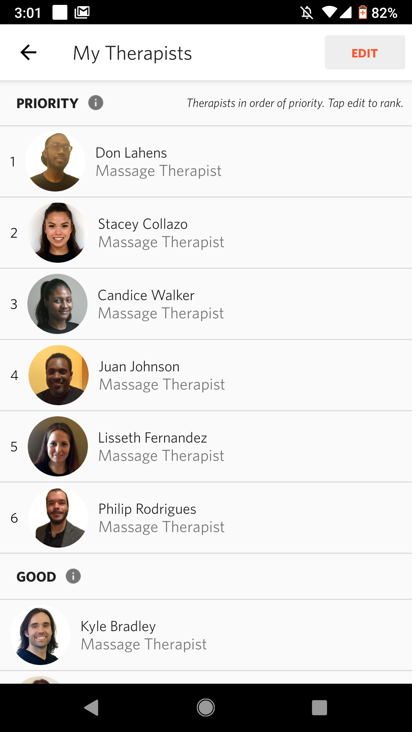 3:01
82%
My Therapists
EDIT
PRIORITY
Therapists in order of priority. Tap edit to rank.
1
Don Lahens
Massage Therapist
2
Stacey Collazo
Massage Therapist
3
Candice Walker
Massage Therapist
4
Juan Johnson
Massage Therapist
5
Lisseth Fernandez
Massage Therapist
6
Philip Rodrigues
Massage Therapist
GOOD
Kyle Bradley
Massage Therapist